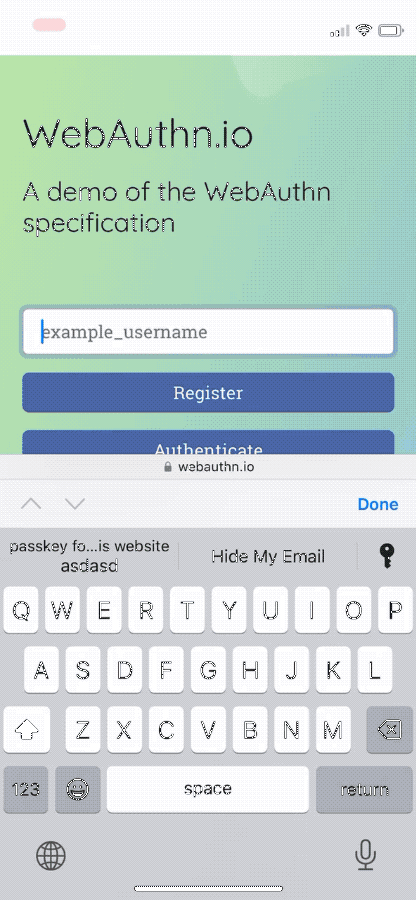 WebAuthn.io
A demo of the WebAuthn
specification
example_username
Register
Authenticate
webauthn.io
Done
passkey fo...is website
asdasd
Hide My Email
Q W E R T Y U I O P
A S D F G H J K L
Z X C V B N M
123
space
return